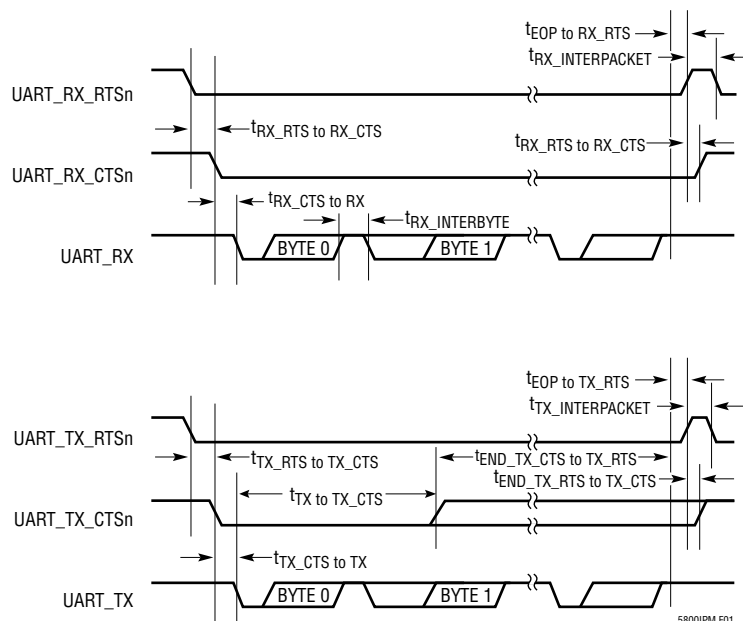 tEOP to RX_RTS
tRX_INTERPACKET
UART_RX_RTSn
tRX_RTS to RX_CTS
tRX_RTS to RX_CTS
UART_RX_CTSn
tRX_CTS to RX
tRX_INTERBYTE
UART_RX
BYTE 0
BYTE 1
tEOP to TX_RTS
tTX_INTERPACKET
UART_TX_RTSn
tTX_RTS to TX_CTS
tEND_TX_CTS to TX_RTS
tEND_TX_RTS to TX_CTS
tTX to TX_CTS
UART_TX_CTSn
tTX_CTS to TX
UART_TX
BYTE 0
BYTE 1
5800IPM F01